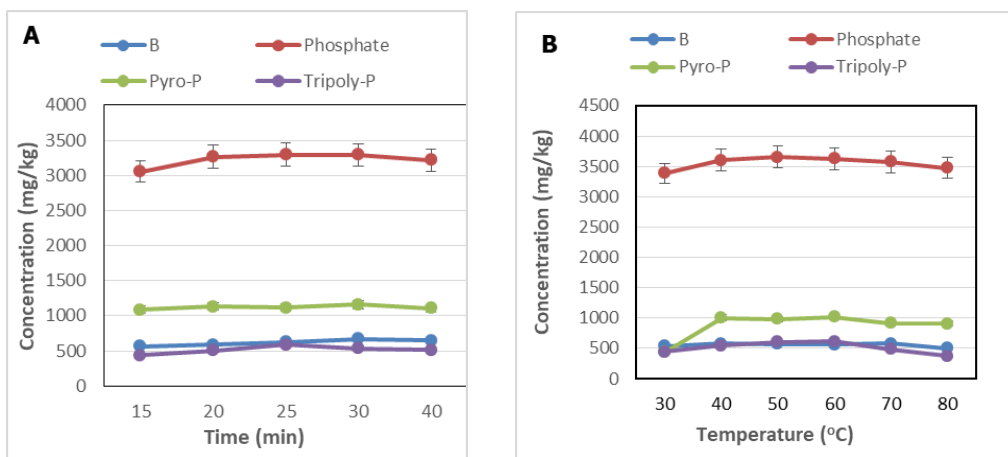 A
B Phosphate
Pyro-P Tripoly-P
4000
3500
3000
2500
2000
1500
1000
500
0
Concentration (mg/kg)
15 20 25 30 40
Time (min)
B
B Phosphate
Pyro-P Tripoly-P
4500
4000
3500
3000
2500
2000
1500
1000
500
0
Concentration (mg/kg)
30 40 50 60 70 80
Temperature (°C)